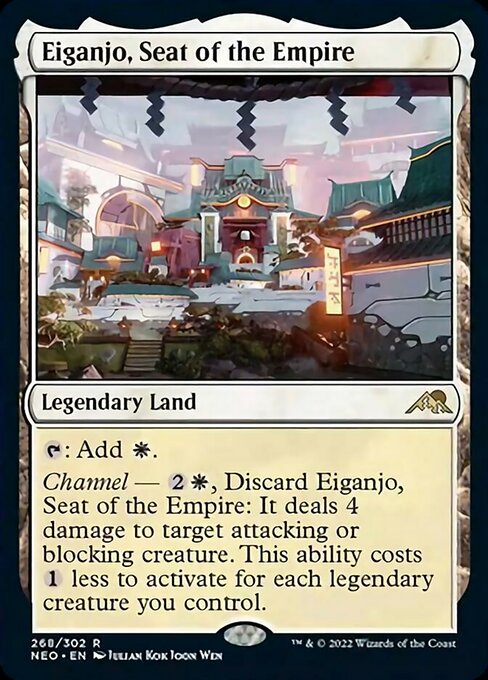 Eiganjo, Seat of the Empire
Legendary Land
: Add .
Channel — 2, Discard Eiganjo,
Seat of the Empire: It deals 4
damage to target attacking or
blocking creature. This ability costs
1 less to activate for each legendary
creature you control.
268/302 R
NEO • EN Julian Kok Joon Wen
™ & © 2022 Wizards of the Coast